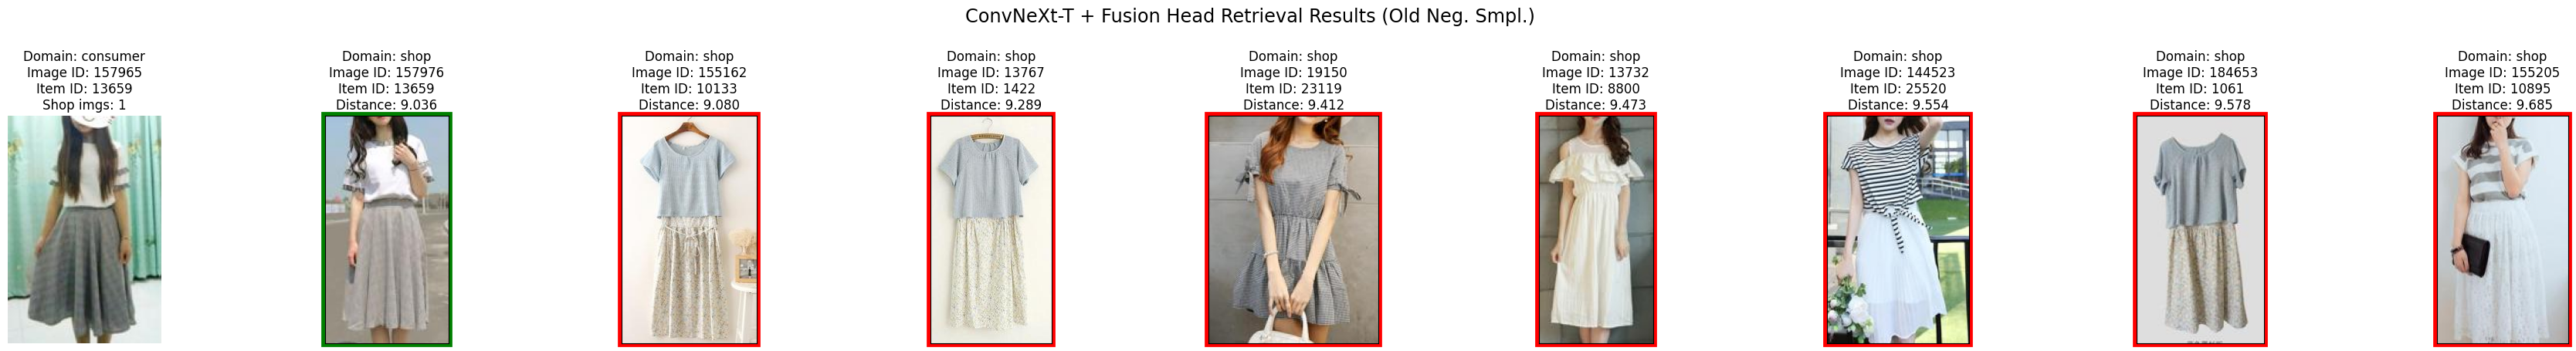 ConvNeXt-T + Fusion Head Retrieval Results (Old Neg. Smpl.)
Domain: consumer
Image ID: 157965
Item ID: 13659
Shop imgs: 1
Domain: shop
Image ID: 157976
Item ID: 13659
Distance: 9.036
Domain: shop
Image ID: 155162
Item ID: 10133
Distance: 9.080
Domain: shop
Image ID: 13767
Item ID: 1422
Distance: 9.289
Domain: shop
Image ID: 19150
Item ID: 23119
Distance: 9.412
Domain: shop
Image ID: 13732
Item ID: 8800
Distance: 9.473
Domain: shop
Image ID: 144523
Item ID: 25520
Distance: 9.554
Domain: shop
Image ID: 184653
Item ID: 1061
Distance: 9.578
Domain: shop
Image ID: 155205
Item ID: 10895
Distance: 9.685